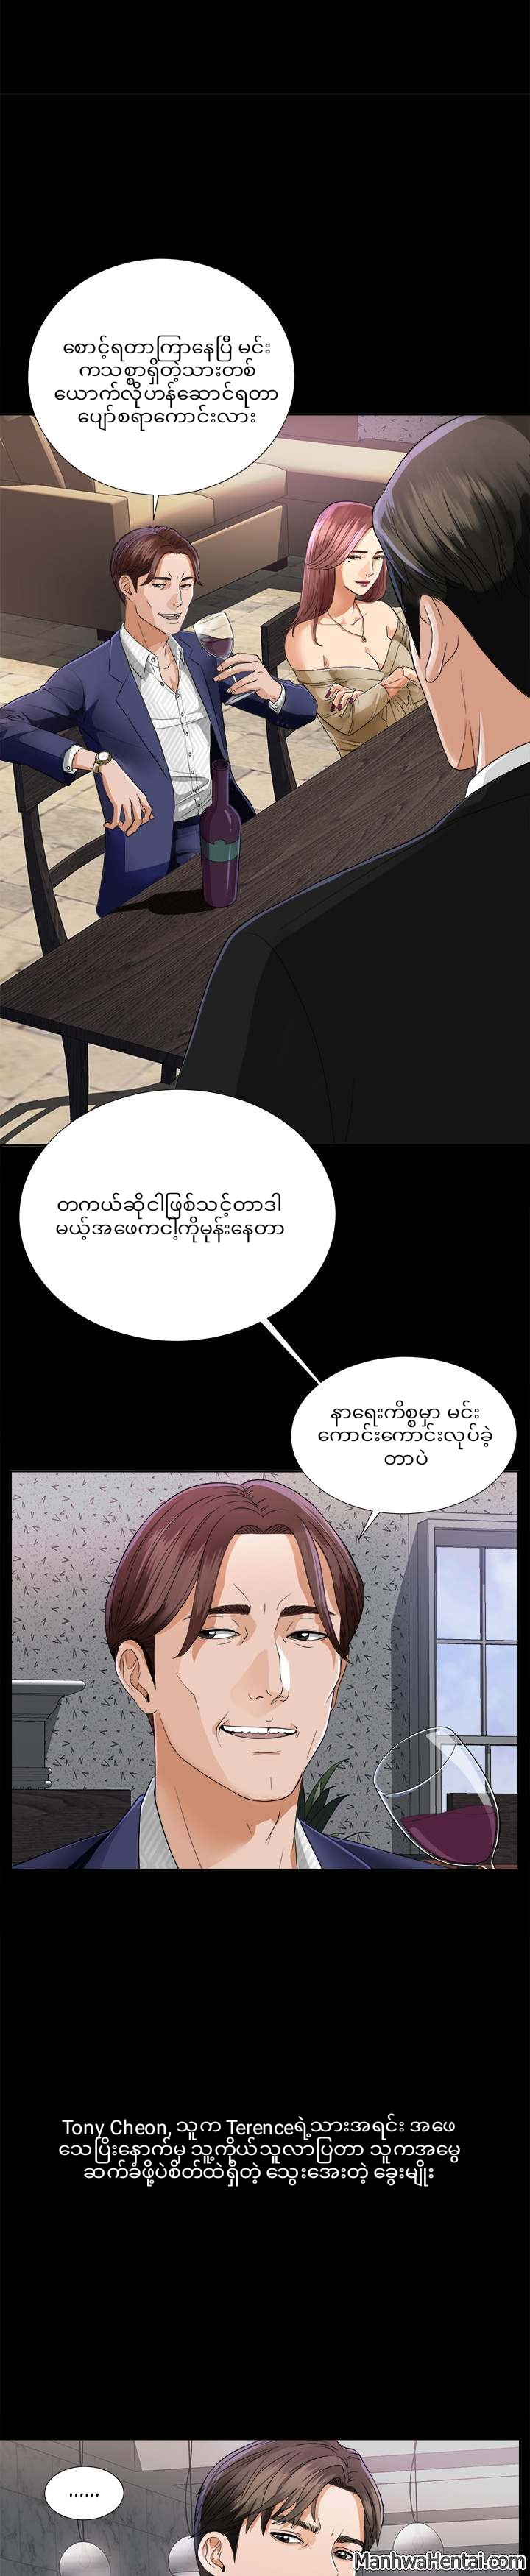 စောင့်ရတာကြာနေပြီ မင်း
ကသစ္စာရှိတဲ့သားတစ်
ယောက်လိုဟန်ဆောင်ရတာ
ပျော်စရာကောင်းလား
တကယ်ဆိုငါဖြစ်သင့်တာဒါ
မယ့်အဖေကငါ့ကိုမုန်းနေတာ
နာရေးကိစ္စမှာ မင်း
ကောင်းကောင်းလုပ်ခဲ့
တာပဲ
Tony Cheon, သူက Terenceရဲ့သားအရင်း အဖေ
သေပြီးနောက်မှ သူ့ကိုယ်သူလာပြတာ သူကအမွေ
ဆက်ခံဖို့ပဲစိတ်ထဲရှိတဲ့ သွေးအေးတဲ့ ခွေးမျိုး
......
ManhwaHentai.com